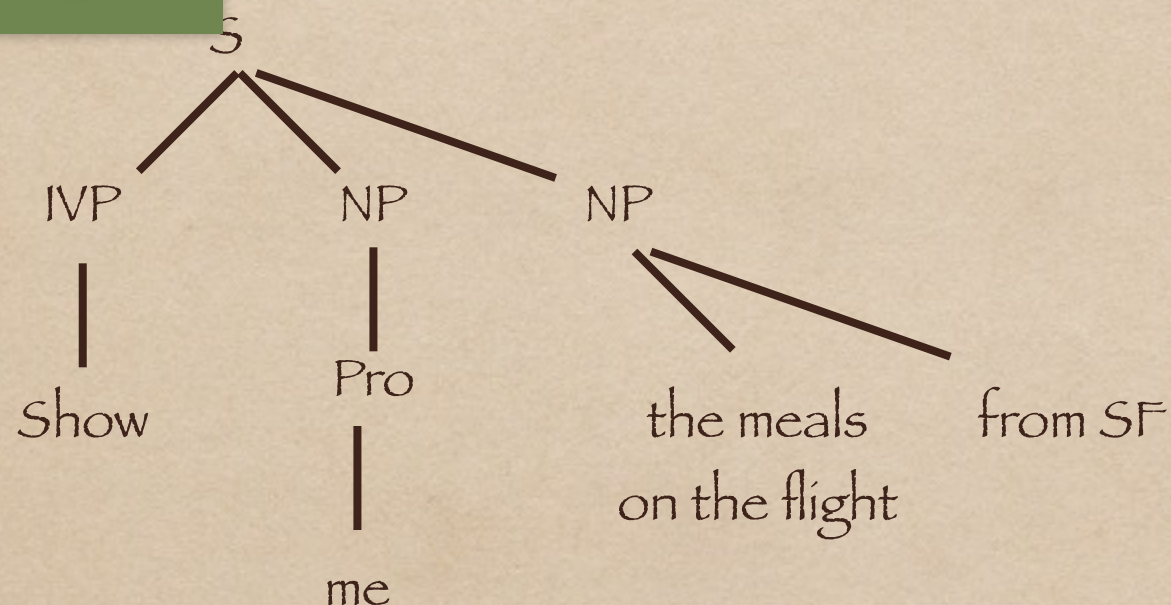 S
IVP NP NP
Pro
Show the meals from SF
on the flight
me